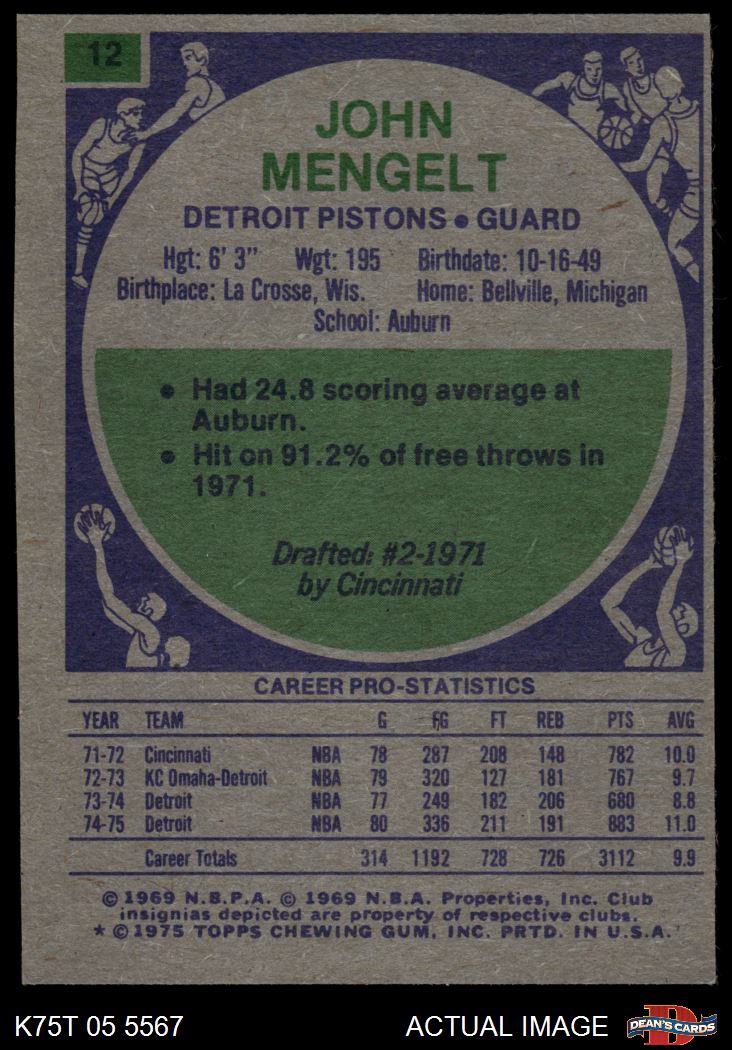 12
JOHN
MENGELT
DETROIT PISTONS • GUARD
Hgt: 6' 3" Wgt: 195 Birthdate: 10-16-49
Birthplace: La Crosse, Wis. Home: Bellville, Michigan
School: Auburn
• Had 24.8 scoring average at
Auburn.
• Hit on 91.2% of free throws in
1971.
Drafted: #2-1971
by Cincinnati
CAREER PRO-STATISTICS
YEAR TEAM G FG FT REB PTS AVG
71-72 Cincinnati NBA 78 287 208 148 782 10.0
72-73 KC Omaha-Detroit NBA 79 320 127 181 767 9.7
73-74 Detroit NBA 77 249 182 206 680 8.8
74-75 Detroit NBA 80 336 211 191 883 11.0
Career Totals 314 1192 728 726 3112 9.9
© 1969 N.B.P.A. © 1969 N.B.A. Properties, Inc. Club
insignias depicted are property of respective clubs.
* © 1975 TOPPS CHEWING GUM, INC. PRTD. IN U.S.A.
K75T 05 5567 ACTUAL IMAGE D DEAN'S CARDS